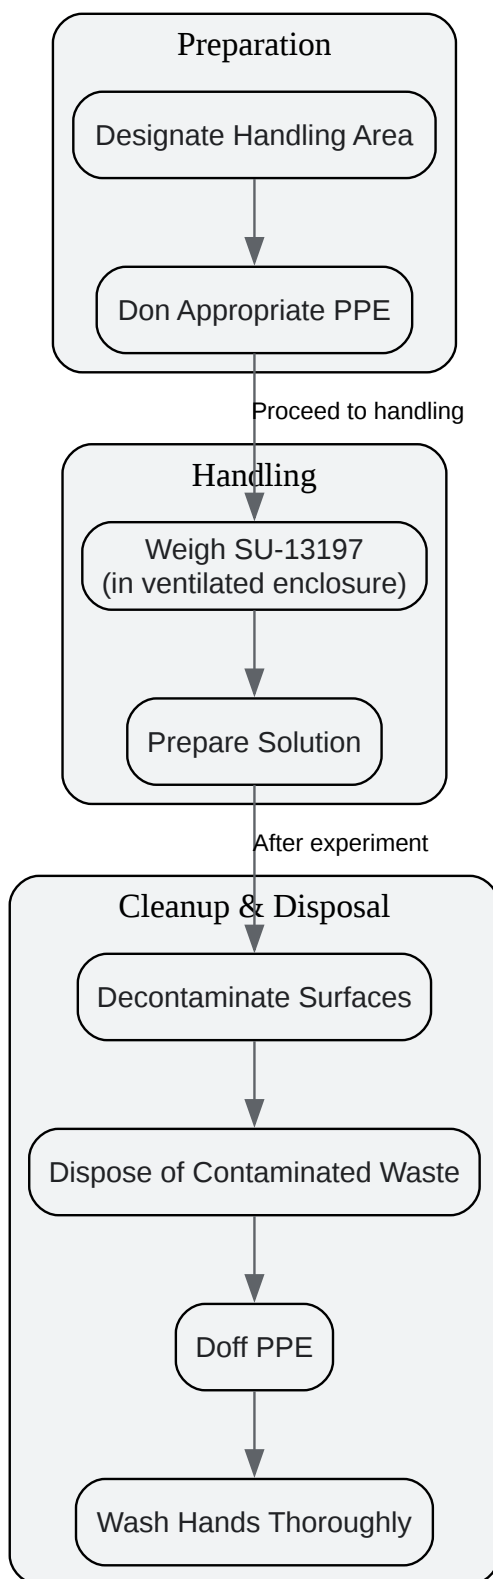 Preparation
Designate Handling Area
Don Appropriate PPE
Proceed to handling
Handling
Weigh SU-13197
(in ventilated enclosure)
Prepare Solution
After experiment
Cleanup & Disposal
Decontaminate Surfaces
Dispose of Contaminated Waste
Doff PPE
Wash Hands Thoroughly